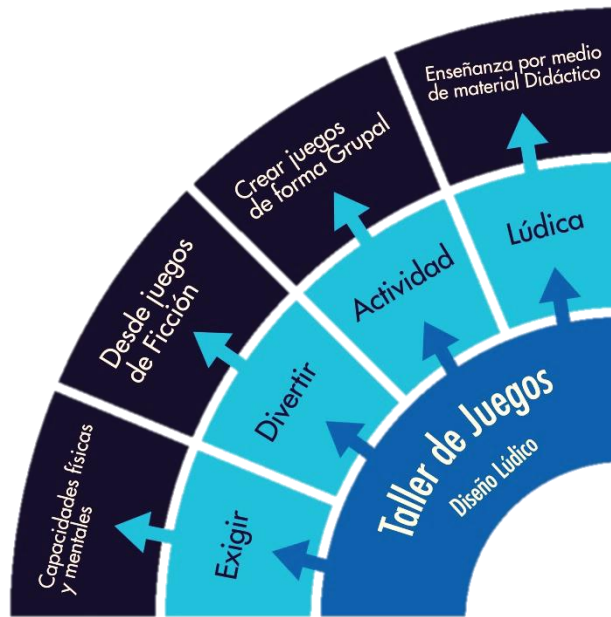 Enseñanza por medio
de material Didáctico
Crear juegos
de forma Grupal
Desde juegos
de Ficción
Capacidades físicas
y mentales
Lúdica
Actividad
Divertir
Exigir
Taller de Juegos
Diseño Lúdico